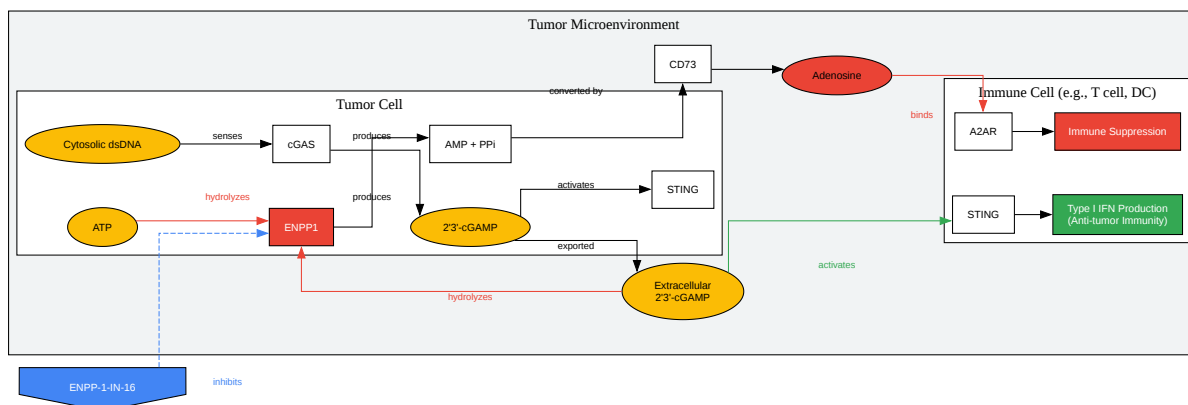 Tumor Microenvironment
CD73
Adenosine
converted by
Tumor Cell
Immune Cell (e.g., T cell, DC)
binds
Cytosolic dsDNA
senses
cGAS
produces
AMP + PPi
A2AR
Immune Suppression
hydrolyzes
produces
activates
STING
ATP
ENPP1
2'3'-cGAMP
exported
STING
Type I IFN Production
(Anti-tumor Immunity)
activates
Extracellular
2'3'-cGAMP
hydrolyzes
ENPP-1-IN-16
inhibits